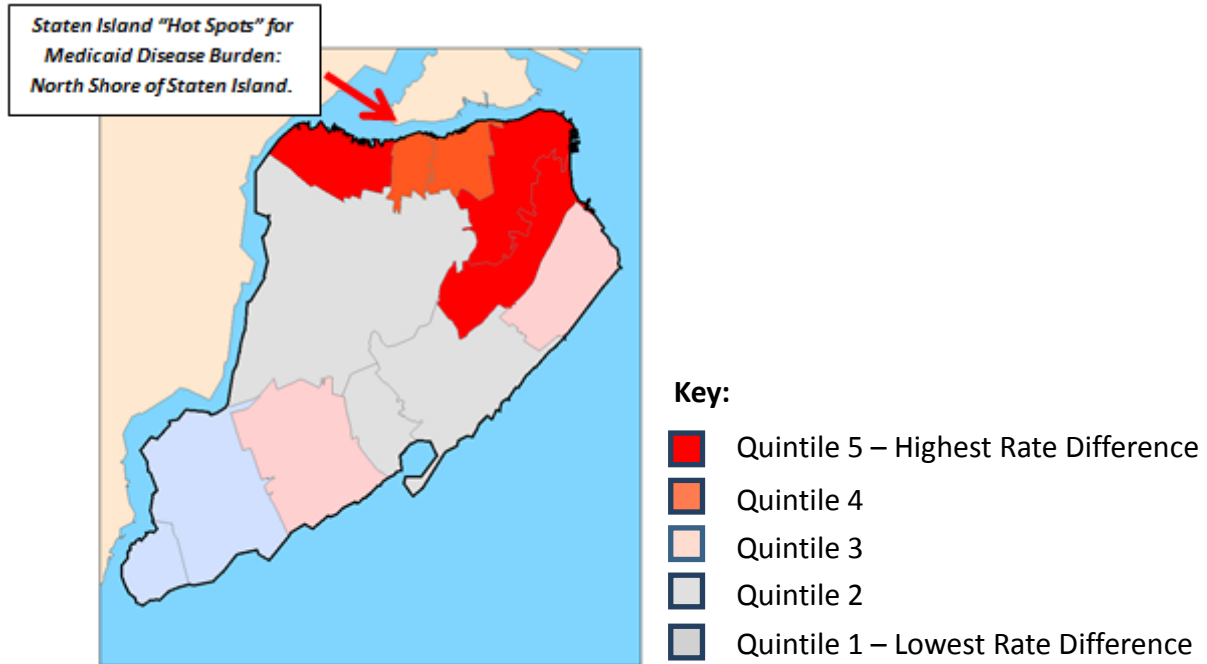 Staten Island "Hot Spots" for
Medicaid Disease Burden:
North Shore of Staten Island.
Key:
Quintile 5 – Highest Rate Difference
Quintile 4
Quintile 3
Quintile 2
Quintile 1 – Lowest Rate Difference